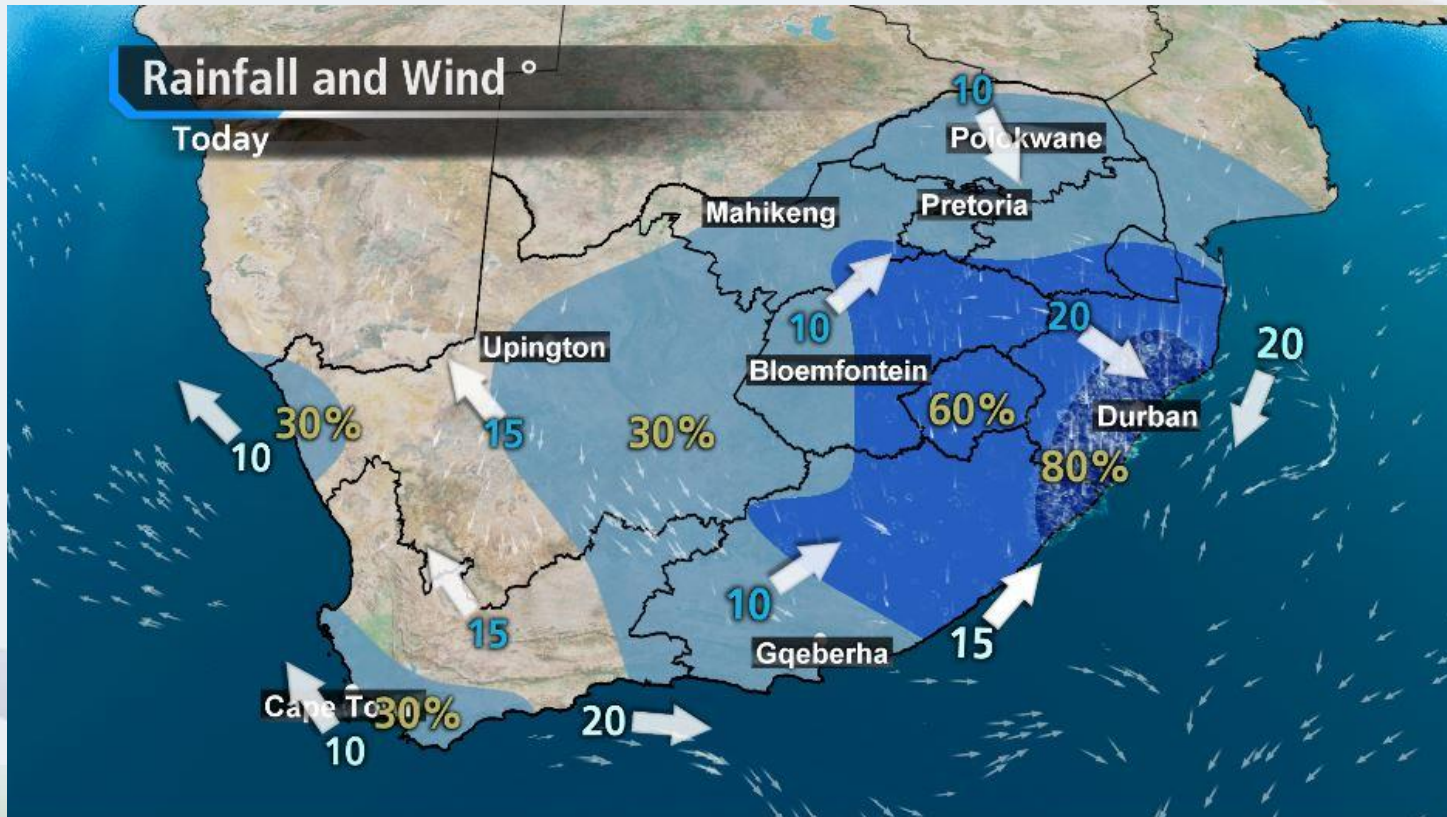 Rainfall and Wind °
Today
10
Polokwane
Mahikeng
Pretoria
10
20
20
Upington
Bloemfontein
30%
15
30%
60%
Durban
10
80%
15
10
15
Gqeberha
Cape To
30%
20
10